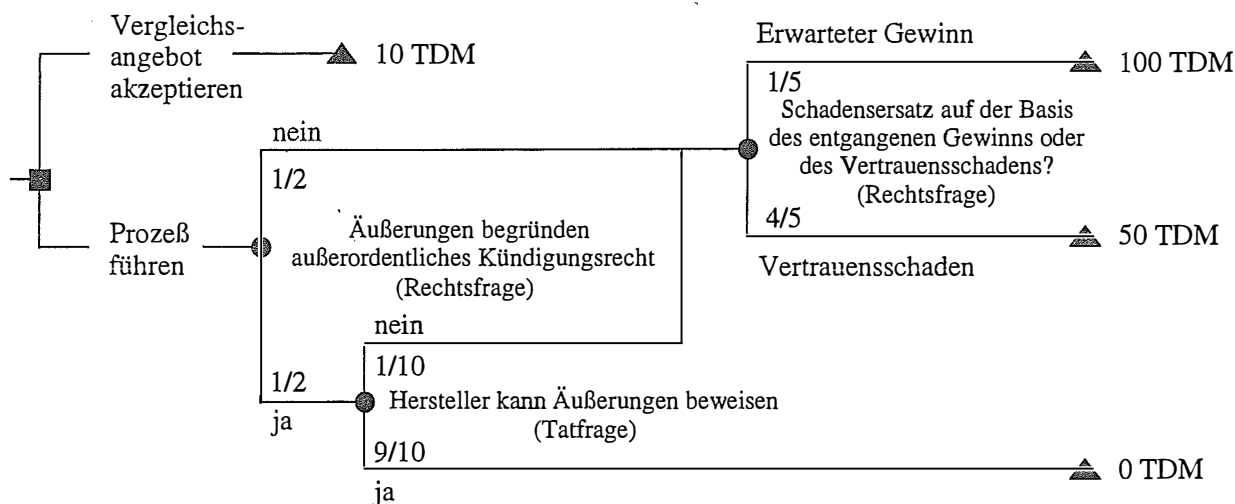 Vergleichs-
angebot
akzeptieren
10 TDM
Erwarteter Gewinn
100 TDM
1/5
Schadensersatz auf der Basis
des entgangenen Gewinns oder
des Vertrauensschadens?
(Rechtsfrage)
4/5
50 TDM
Vertrauensschaden
nein
1/2
Prozeß
führen
Äußerungen begründen
außerordentliches Kündigungsrecht
(Rechtsfrage)
nein
1/10
1/2
ja
Hersteller kann Äußerungen beweisen
(Tatfrage)
9/10
ja
0 TDM